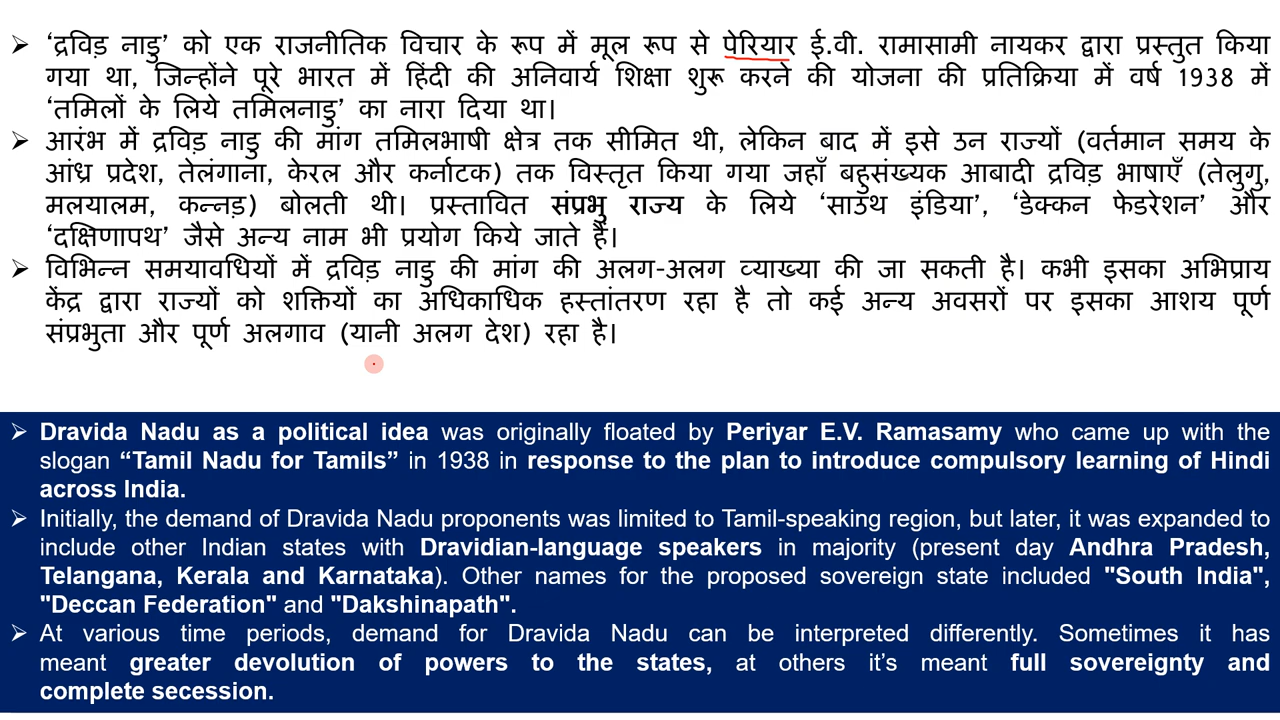 ➢ ‘द्रविड़ नाडु’ को एक राजनीतिक विचार के रूप में मूल रूप से पेरियार ई.वी. रामासामी नायकर द्वारा प्रस्तुत किया
गया था, जिन्होंने पूरे भारत में हिंदी की अनिवार्य शिक्षा शुरू करने की योजना की प्रतिक्रिया में वर्ष 1938 में
‘तमिलों के लिये तमिलनाडु’ का नारा दिया था।
➢ आरंभ में द्रविड़ नाडु की मांग तमिलभाषी क्षेत्र तक सीमित थी, लेकिन बाद में इसे उन राज्यों (वर्तमान समय के
आंध्र प्रदेश, तेलंगाना, केरल और कर्नाटक) तक विस्तृत किया गया जहाँ बहुसंख्यक आबादी द्रविड़ भाषाएँ (तेलुगु,
मलयालम, कन्नड़) बोलती थी। प्रस्तावित संप्रभु राज्य के लिये ‘साउथ इंडिया’, ‘डेक्कन फेडरेशन’ और
‘दक्षिणापथ’ जैसे अन्य नाम भी प्रयोग किये जाते हैं।
➢ विभिन्न समयावधियों में द्रविड़ नाडु की मांग की अलग-अलग व्याख्या की जा सकती है। कभी इसका अभिप्राय
केंद्र द्वारा राज्यों को शक्तियों का अधिकाधिक हस्तांतरण रहा है तो कई अन्य अवसरों पर इसका आशय पूर्ण
संप्रभुता और पूर्ण अलगाव (यानी अलग देश) रहा है।
➢ Dravida Nadu as a political idea was originally floated by Periyar E.V. Ramasamy who came up with the
slogan “Tamil Nadu for Tamils” in 1938 in response to the plan to introduce compulsory learning of Hindi
across India.
➢ Initially, the demand of Dravida Nadu proponents was limited to Tamil-speaking region, but later, it was expanded to
include other Indian states with Dravidian-language speakers in majority (present day Andhra Pradesh,
Telangana, Kerala and Karnataka). Other names for the proposed sovereign state included "South India",
"Deccan Federation" and "Dakshinapath".
➢ At various time periods, demand for Dravida Nadu can be interpreted differently. Sometimes it has
meant greater devolution of powers to the states, at others it’s meant full sovereignty and
complete secession.